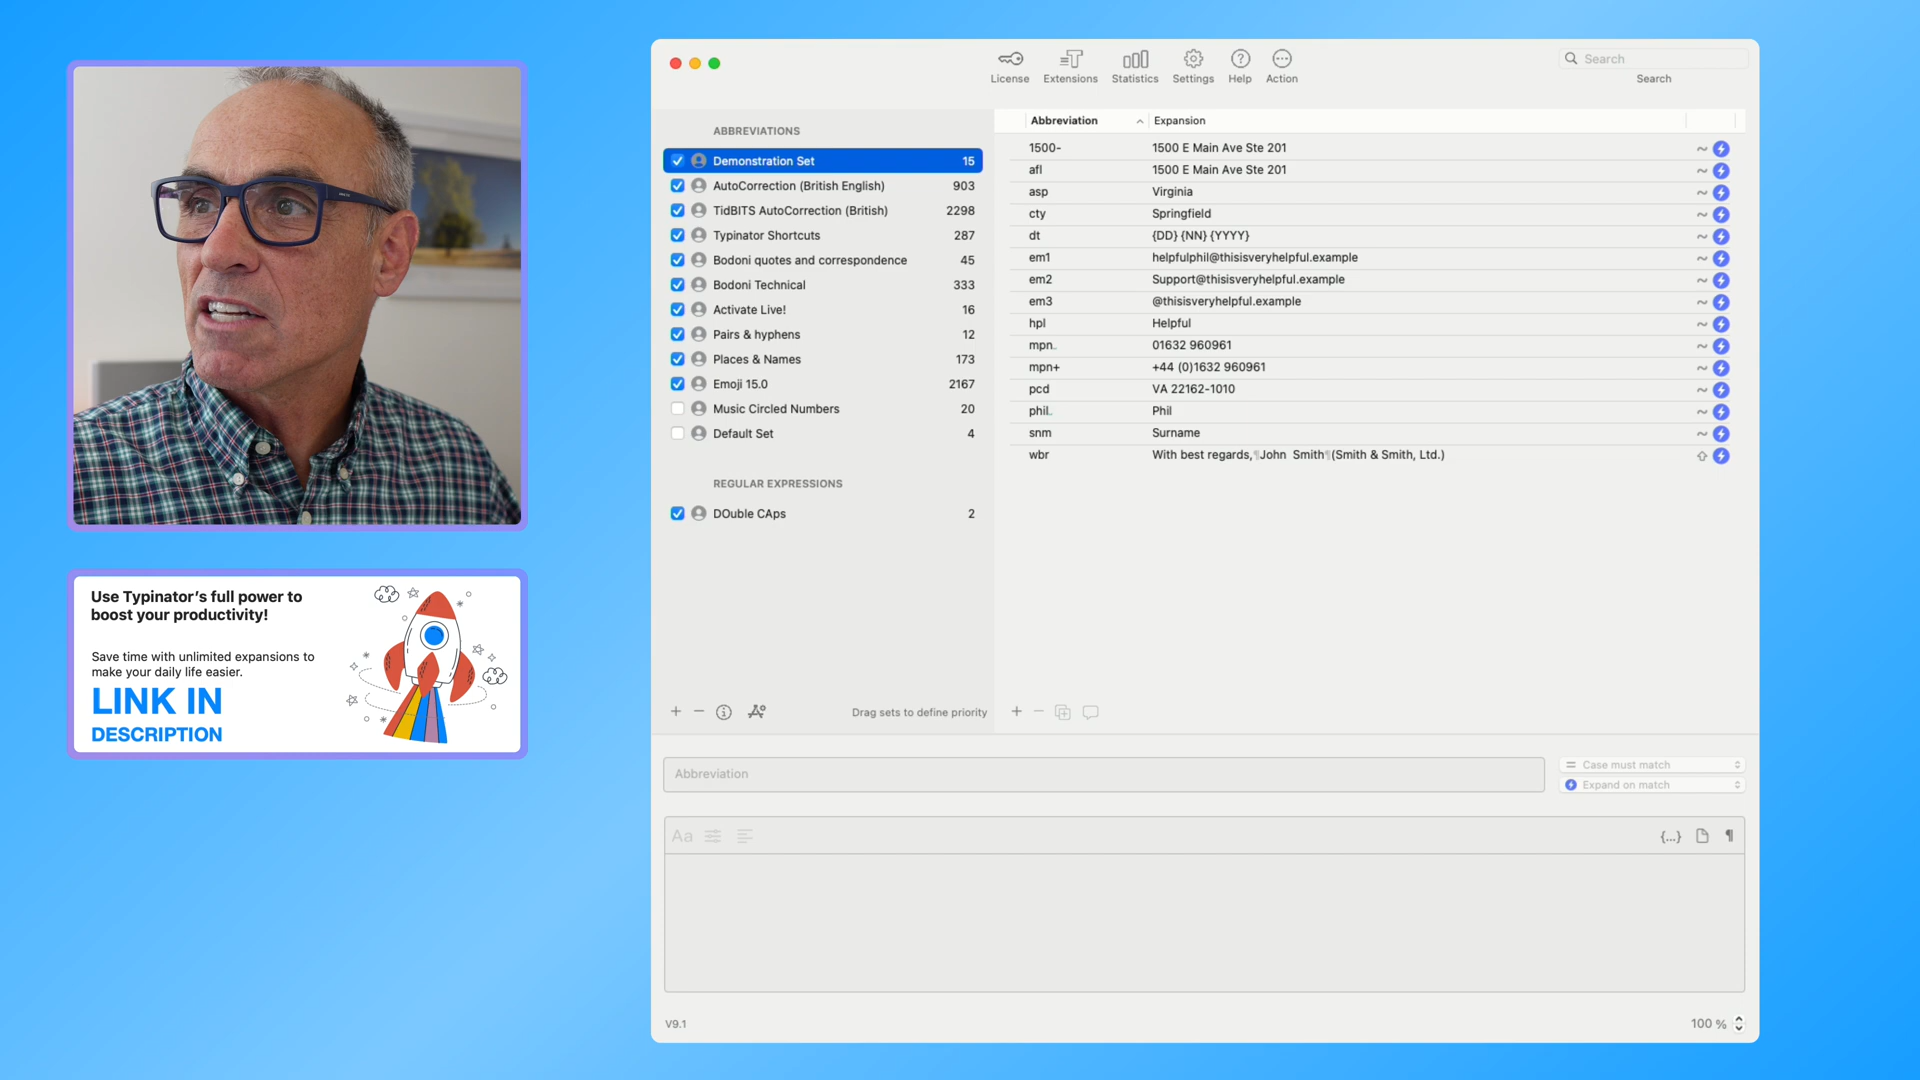 License
Extensions
Statistics
Settings
Help
Action
Search
Search
ABBREVIATIONS
Demonstration Set 15
AutoCorrection (British English) 903
TidBITS AutoCorrection (British) 2298
Typinator Shortcuts 287
Bodoni quotes and correspondence 45
Bodoni Technical 333
Activate Live! 16
Pairs & hyphens 12
Places & Names 173
Emoji 15.0 2167
Music Circled Numbers 20
Default Set 4
REGULAR EXPRESSIONS
DOuble CAps 2
Drag sets to define priority
Abbreviation Expansion
1500- 1500 E Main Ave Ste 201
afl 1500 E Main Ave Ste 201
asp Virginia
cty Springfield
dt {DD} {NN} {YYYY}
em1 helpfulphil@thisisveryhelpful.example
em2 Support@thisisveryhelpful.example
em3 @thisisveryhelpful.example
hpl Helpful
mpn 01632 960961
mpn+ +44 (0)1632 960961
pcd VA 22162-1010
phil Phil
snm Surname
wbr With best regards,¶John Smith¶(Smith & Smith, Ltd.)
Abbreviation
Case must match
Expand on match
Aa
{...}
¶
V9.1
100 %
Use Typinator’s full power to
boost your productivity!
Save time with unlimited expansions to
make your daily life easier.
LINK IN
DESCRIPTION